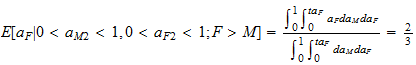 E[a_F|0 < a_{M2} < 1, 0 < a_{F2} < 1; F > M] = \frac{\int_0^1 \int_0^{ta_F} a_F da_M da_F}{\int_0^1 \int_0^{ta_F} da_M da_F} = \frac{2}{3}